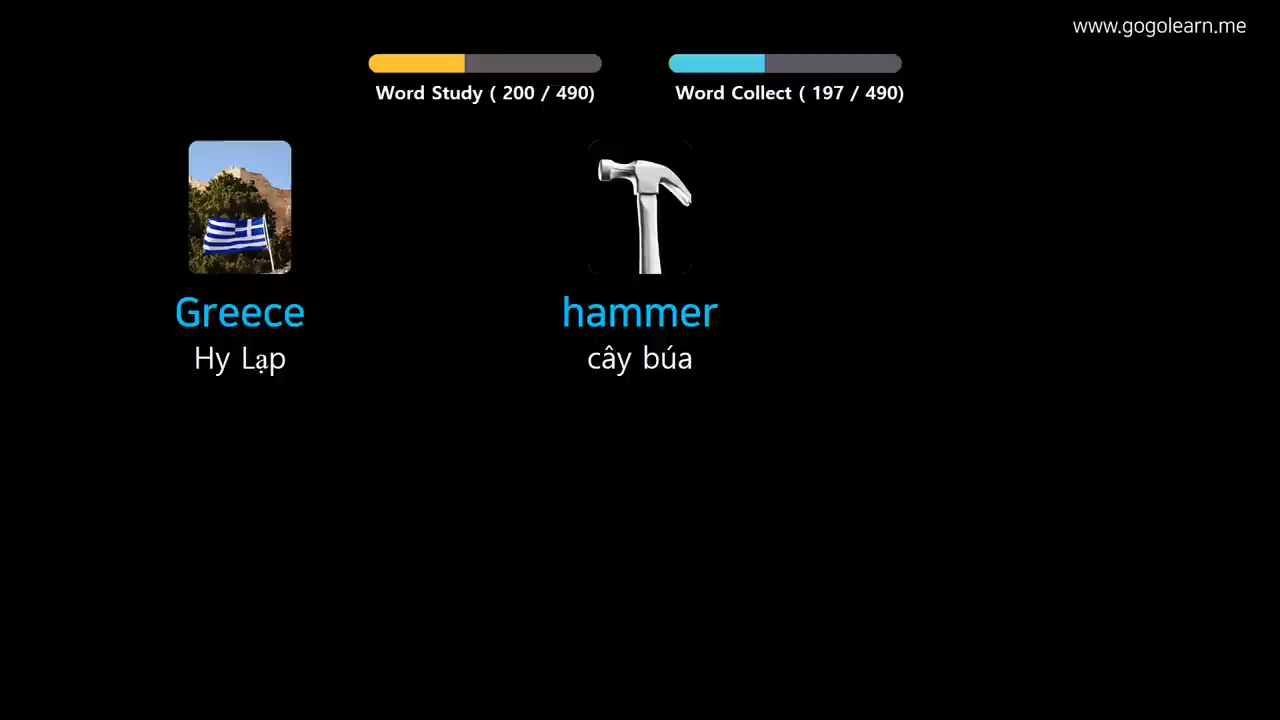 www.gogolearn.me
Word Study ( 200 / 490)
Word Collect ( 197 / 490)
Greece
Hy Lạp
hammer
cây búa